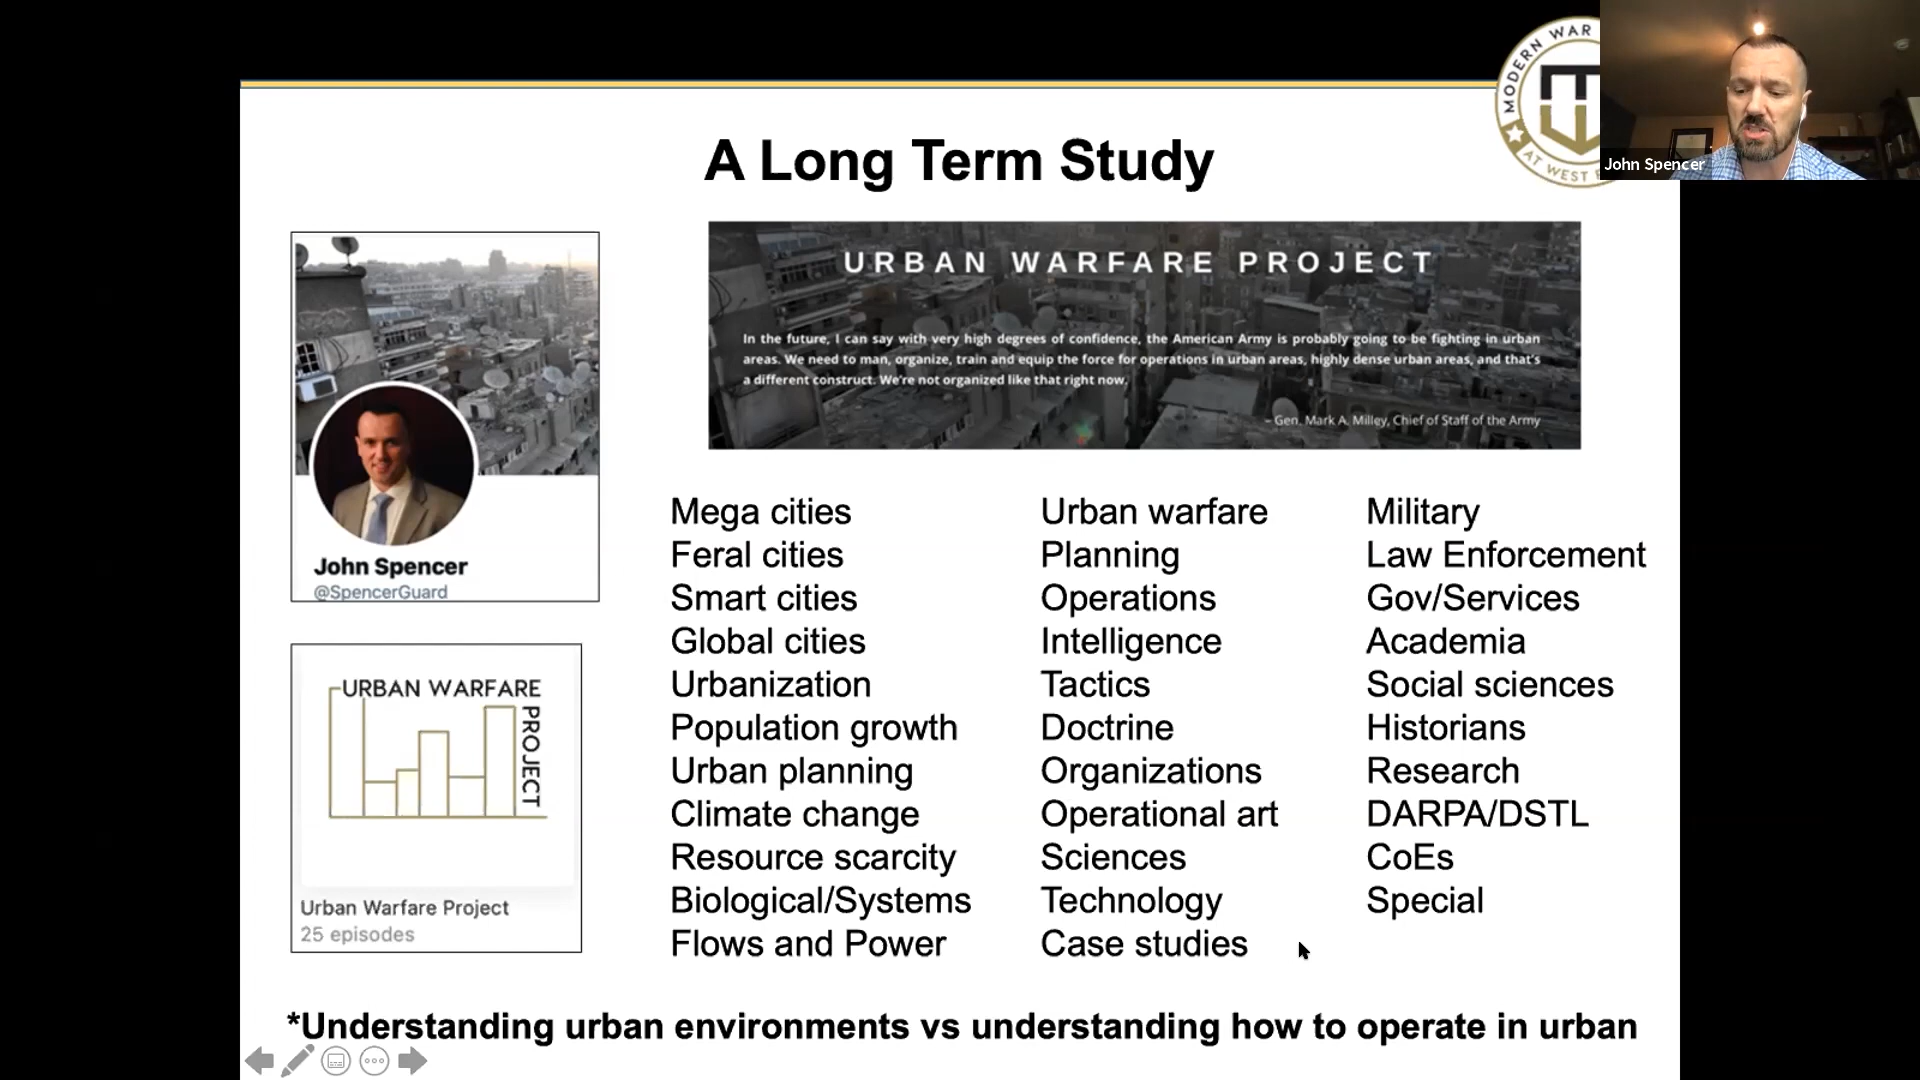 MODERN WAR
AT WEST
John Spencer
A Long Term Study
URBAN WARFARE PROJECT
In the future, I can say with very high degrees of confidence, the American Army is probably going to be fighting in urban
areas. We need to man, organize, train and equip the force for operations in urban areas, highly dense urban areas, and that's
a different construct. We're not organized like that right now.
– Gen. Mark A. Milley, Chief of Staff of the Army
John Spencer
@SpencerGuard
URBAN WARFARE
PROJECT
Urban Warfare Project
25 episodes
Mega cities
Feral cities
Smart cities
Global cities
Urbanization
Population growth
Urban planning
Climate change
Resource scarcity
Biological/Systems
Flows and Power
Urban warfare
Planning
Operations
Intelligence
Tactics
Doctrine
Organizations
Operational art
Sciences
Technology
Case studies
Military
Law Enforcement
Gov/Services
Academia
Social sciences
Historians
Research
DARPA/DSTL
CoEs
Special
*Understanding urban environments vs understanding how to operate in urban